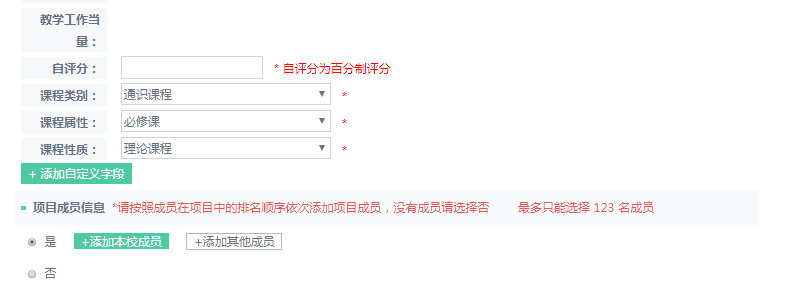 教学工作当
量：
自评分： * 自评分为百分制评分
课程类别： 通识课程 *
课程属性： 必修课 *
课程性质： 理论课程 *
+ 添加自定义字段
项目成员信息 *请按照成员在项目中的排名顺序依次添加项目成员，没有成员请选择否 最多只能选择 123 名成员
是 +添加本校成员 +添加其他成员
否